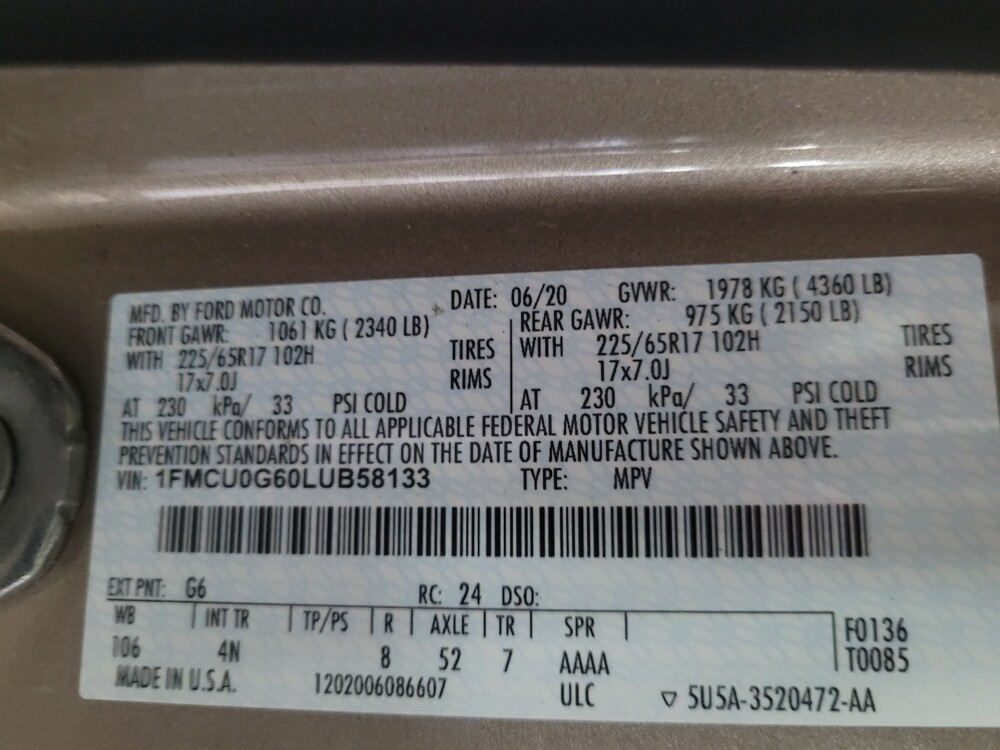 MFD. BY FORD MOTOR CO. DATE: 06/20 GVWR: 1978 KG ( 4360 LB)
FRONT GAWR: 1061 KG ( 2340 LB) REAR GAWR: 975 KG ( 2150 LB)
WITH 225/65R17 102H TIRES WITH 225/65R17 102H TIRES
17x7.0J RIMS 17x7.0J RIMS
AT 230 kPa/ 33 PSI COLD AT 230 kPa/ 33 PSI COLD
THIS VEHICLE CONFORMS TO ALL APPLICABLE FEDERAL MOTOR VEHICLE SAFETY AND THEFT
PREVENTION STANDARDS IN EFFECT ON THE DATE OF MANUFACTURE SHOWN ABOVE.
VIN: 1FMCU0G60LUB58133 TYPE: MPV
EXT PNT: G6 RC: 24 DSO:
WB INT TR TP/PS R AXLE TR SPR F0136
106 4N 8 52 7 AAAA T0085
MADE IN U.S.A. 1202006086607 ULC ▽ 5U5A-3520472-AA